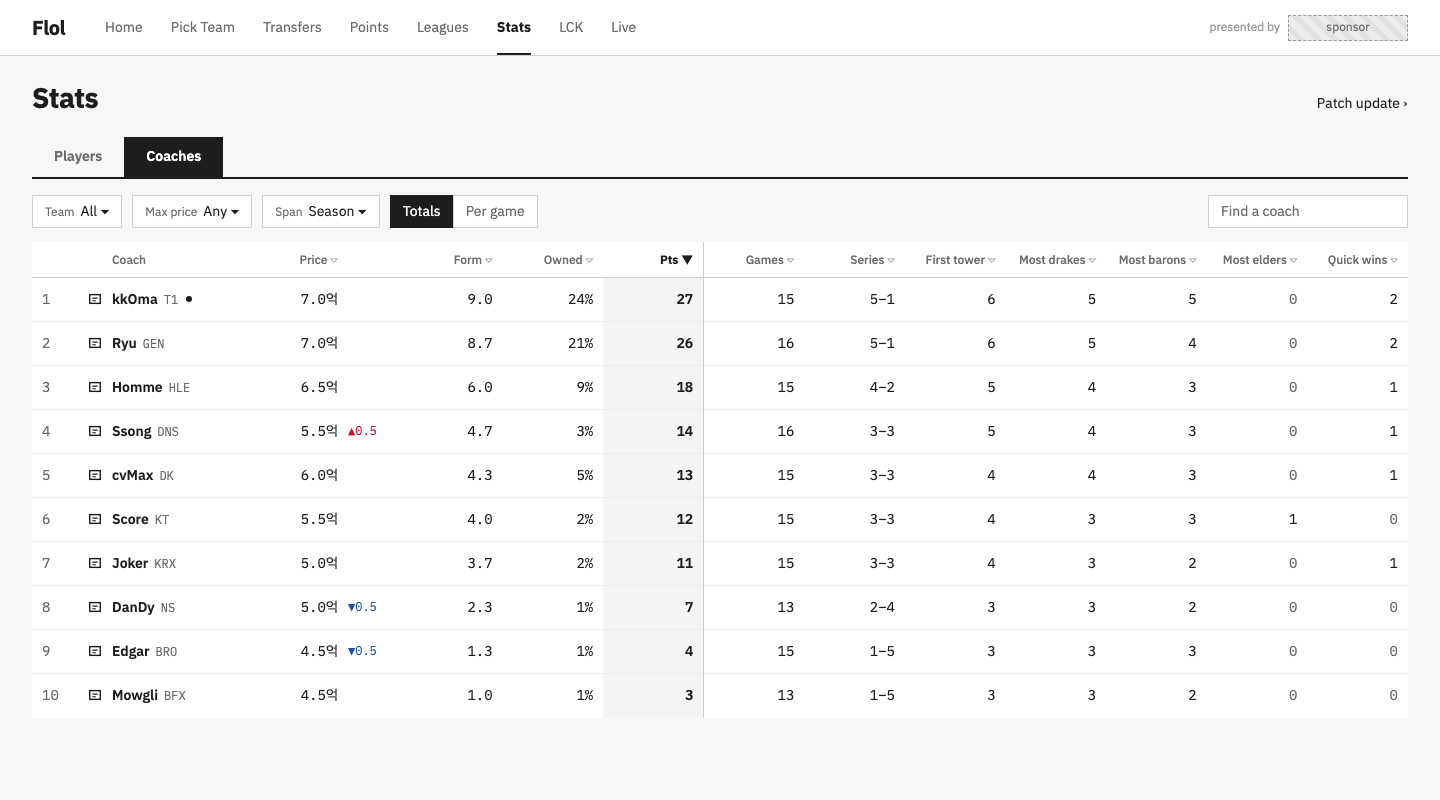 Flol Home Pick Team Transfers Points Leagues Stats LCK Live presented by sponsor
Stats
Patch update ›
Players Coaches
Team All Max price Any Span Season Totals Per game Find a coach
Coach Price Form Owned Pts Games Series First tower Most drakes Most barons Most elders Quick wins
1 kkOma T1 7.0억 9.0 24% 27 15 5–1 6 5 5 0 2
2 Ryu GEN 7.0억 8.7 21% 26 16 5–1 6 5 4 0 2
3 Homme HLE 6.5억 6.0 9% 18 15 4–2 5 4 3 0 1
4 Ssong DNS 5.5억 ▲0.5 4.7 3% 14 16 3–3 5 4 3 0 1
5 cvMax DK 6.0억 4.3 5% 13 15 3–3 4 4 3 0 1
6 Score KT 5.5억 4.0 2% 12 15 3–3 4 3 3 1 0
7 Joker KRX 5.0억 3.7 2% 11 15 3–3 4 3 2 0 1
8 DanDy NS 5.0억 ▼0.5 2.3 1% 7 13 2–4 3 3 2 0 0
9 Edgar BRO 4.5억 ▼0.5 1.3 1% 4 15 1–5 3 3 3 0 0
10 Mowgli BFX 4.5억 1.0 1% 3 13 1–5 3 3 2 0 0